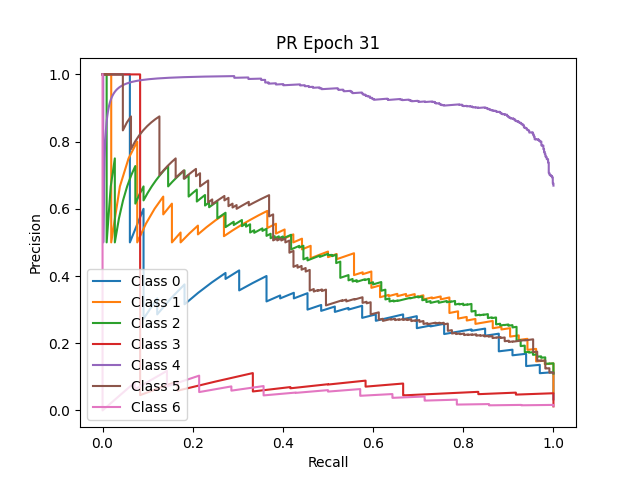 PR Epoch 31
Precision
1.0
0.8
0.6
0.4
0.2
0.0
Class 0
Class 1
Class 2
Class 3
Class 4
Class 5
Class 6
0.0 0.2 0.4 0.6 0.8 1.0
Recall